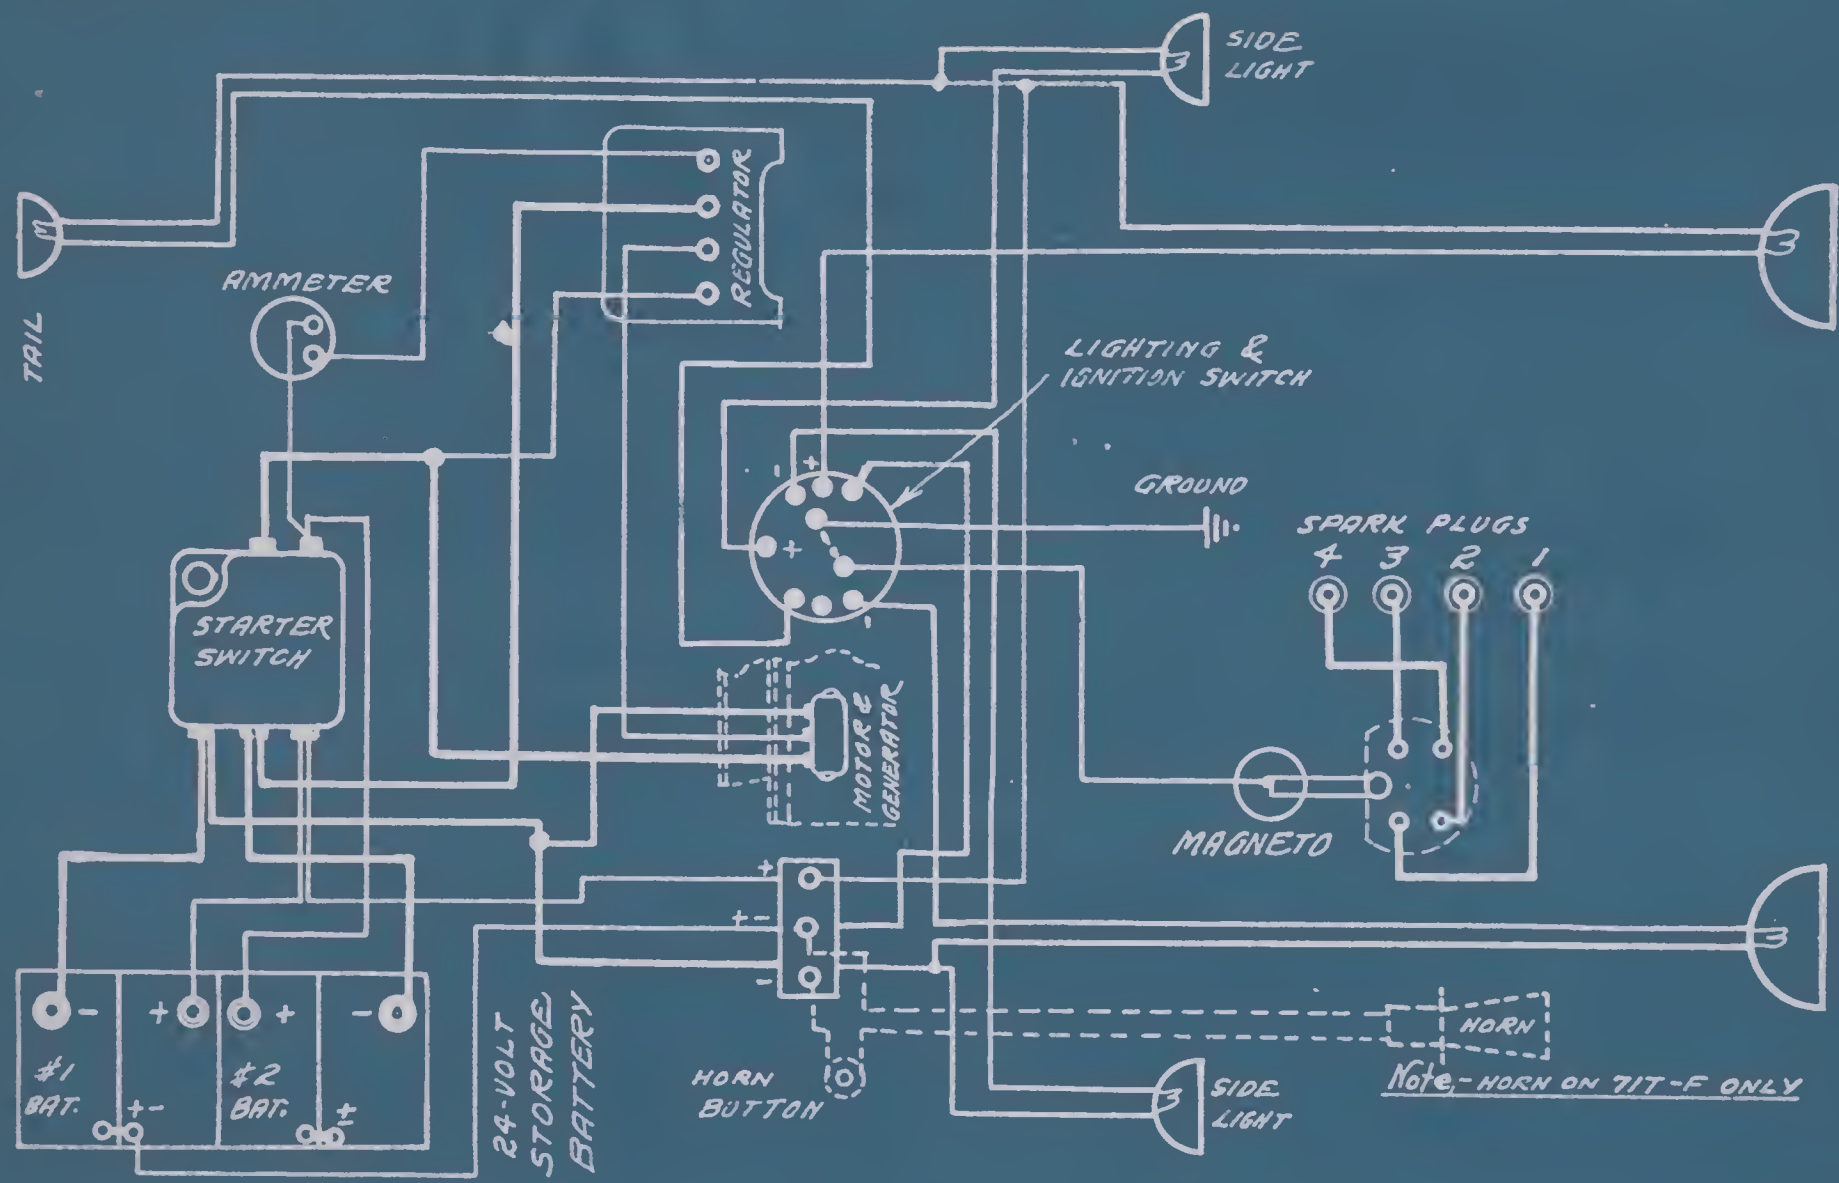 SIDE
LIGHT
TAIL
AMMETER
REGULATOR
LIGHTING &
IGNITION SWITCH
- +
+
-
GROUND
SPARK PLUGS
4 3 2 1
STARTER
SWITCH
MOTOR &
GENERATOR
MAGNETO
+
+ -
-
- + + -
#1
BAT.
+ -
#2
BAT.
±
24-VOLT
STORAGE
BATTERY
HORN
BUTTON
HORN
Note,- HORN ON 71T-F ONLY
SIDE
LIGHT